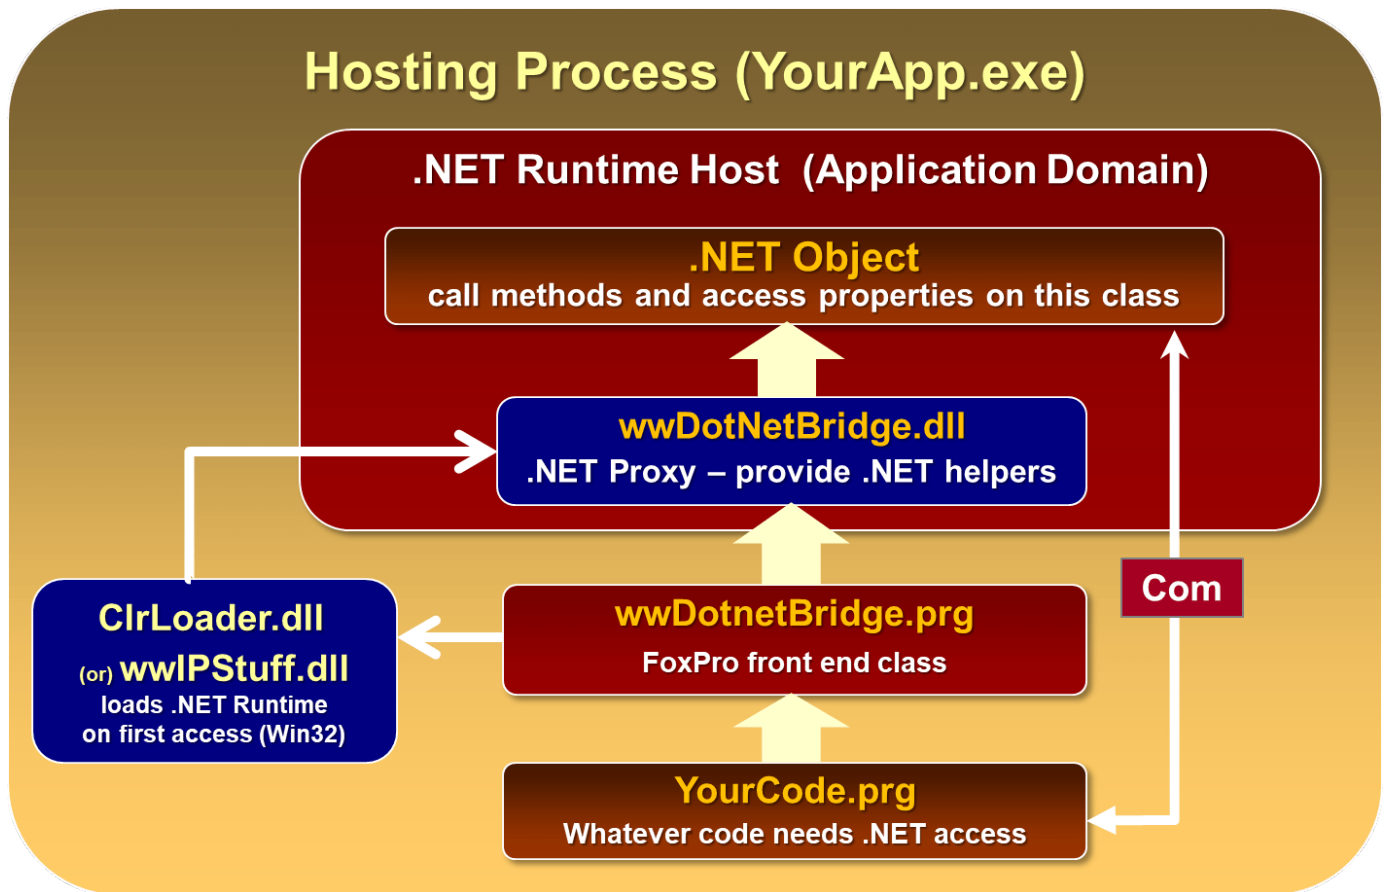 Hosting Process (YourApp.exe)
.NET Runtime Host (Application Domain)
.NET Object
call methods and access properties on this class
wwDotNetBridge.dll
.NET Proxy – provide .NET helpers
Com
ClrLoader.dll
(or) wwIPStuff.dll
loads .NET Runtime
on first access (Win32)
wwDotnetBridge.prg
FoxPro front end class
YourCode.prg
Whatever code needs .NET access